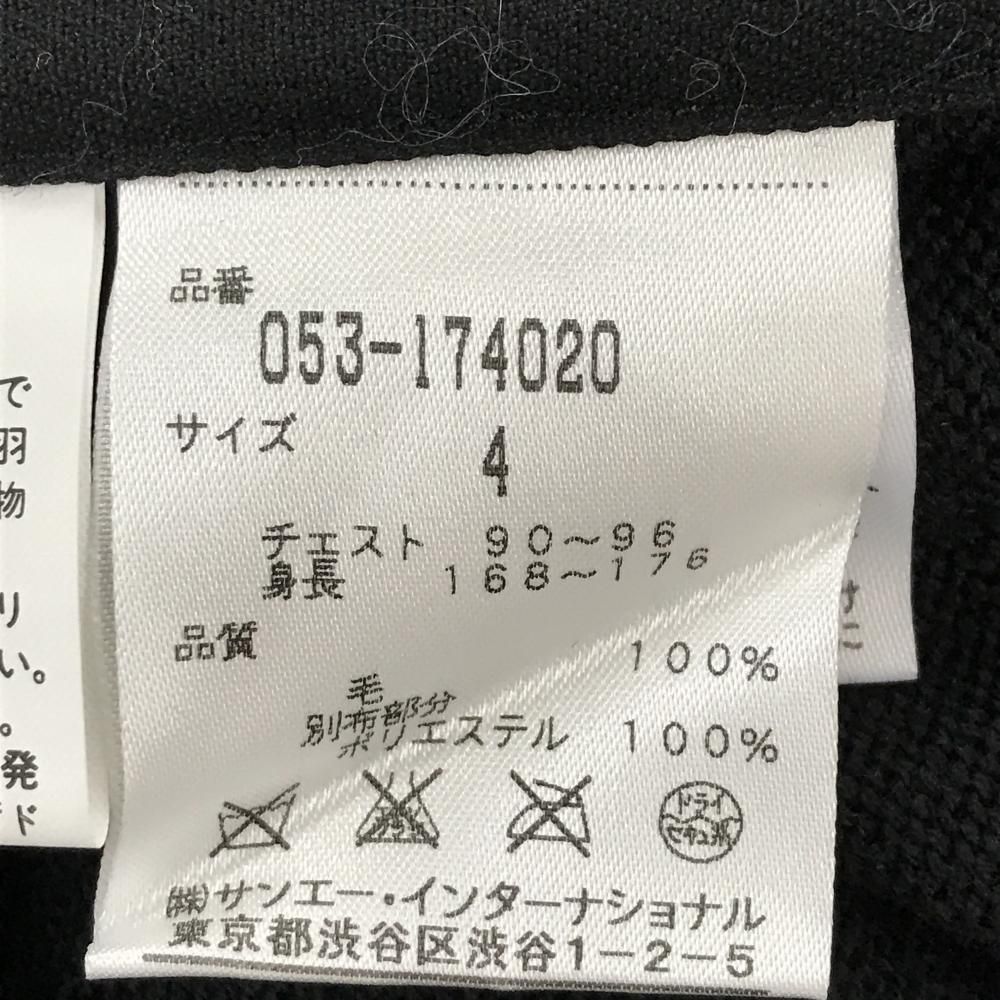 品番
053-174020
サイズ
4
チェスト 90~96
身長 168~176
品質
毛 100%
別布部分
ポリエステル 100%
ドライ
セキユ系
㈱サンエー・インターナショナル
東京都渋谷区渋谷1-2-5
で
羽
物
リ
い。
。
発
ド
け
に